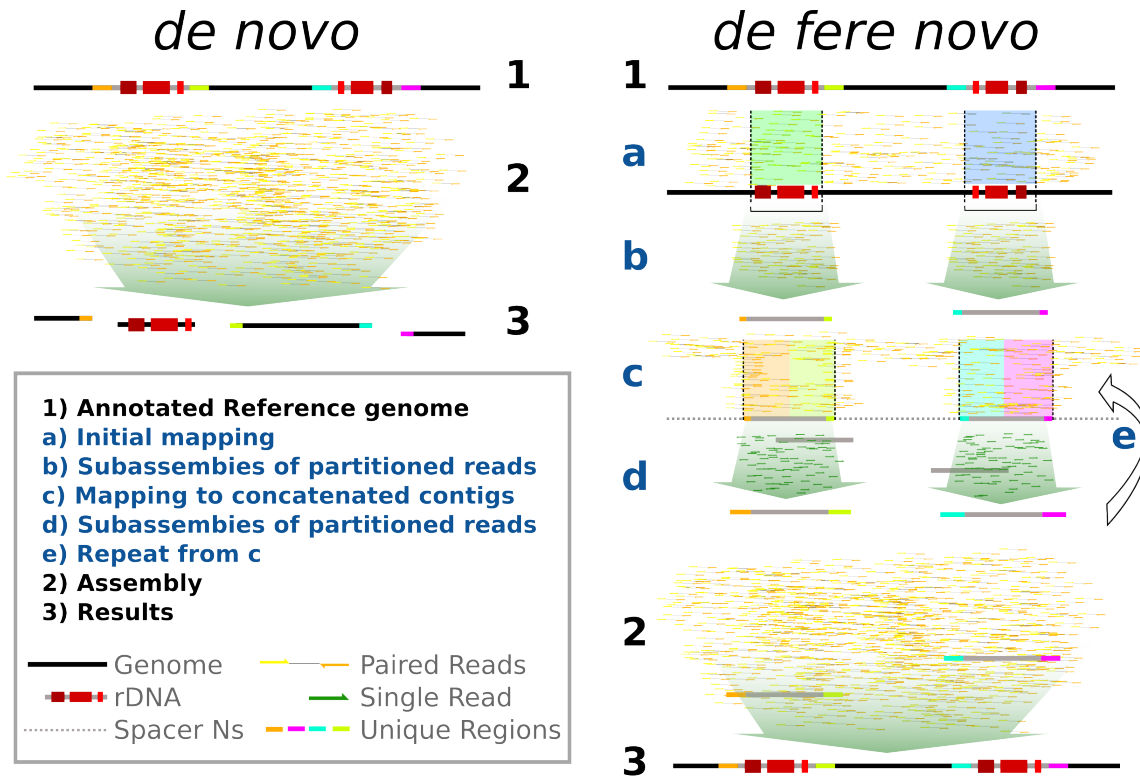 de novo
1
2
3
1) Annotated Reference genome
a) Initial mapping
b) Subassembies of partitioned reads
c) Mapping to concatenated contigs
d) Subassembies of partitioned reads
e) Repeat from c
2) Assembly
3) Results
Genome
Paired Reads
rDNA
Single Read
Spacer Ns
Unique Regions
de fere novo
1
a
b
c
e
d
2
3